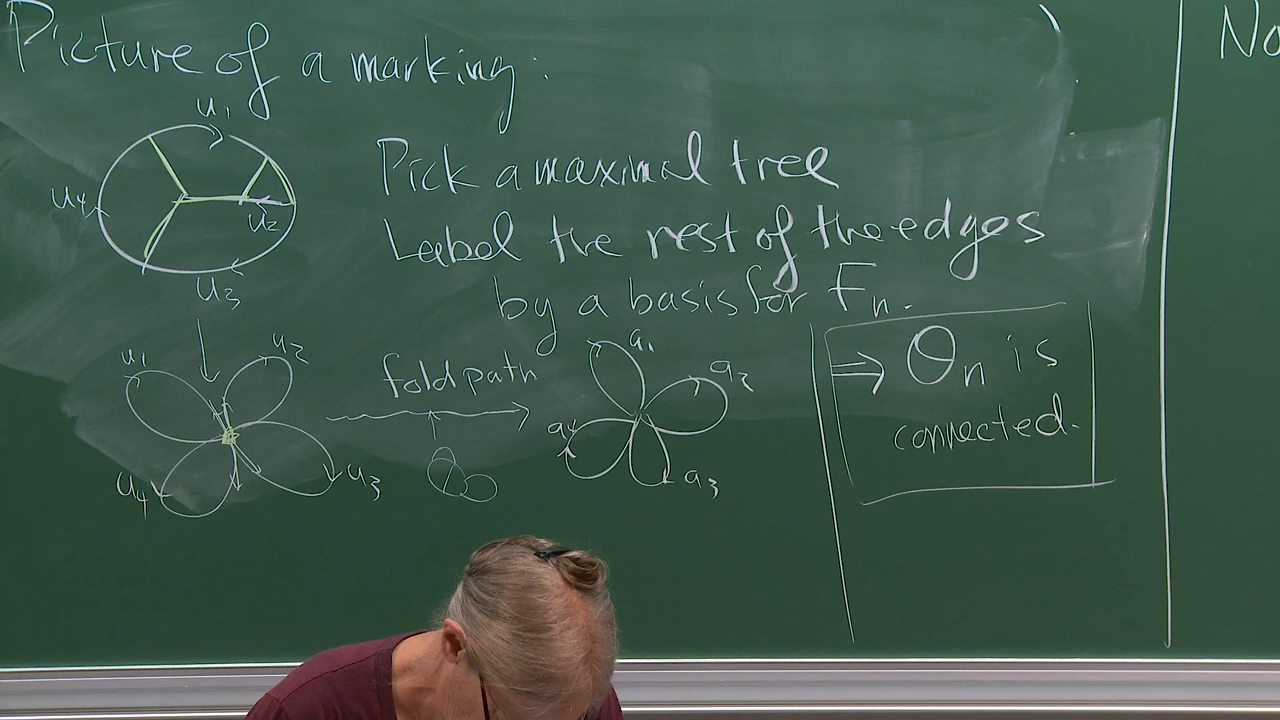 Picture of a marking:
No
u₁
u₄
u₂
u₃
Pick a maximal tree
Label the rest of the edges
by a basis for Fₙ.
u₁
u₂
u₄
u₃
fold path
a₁
a₂
a₄
a₃
⇒ Oₙ is
connected.